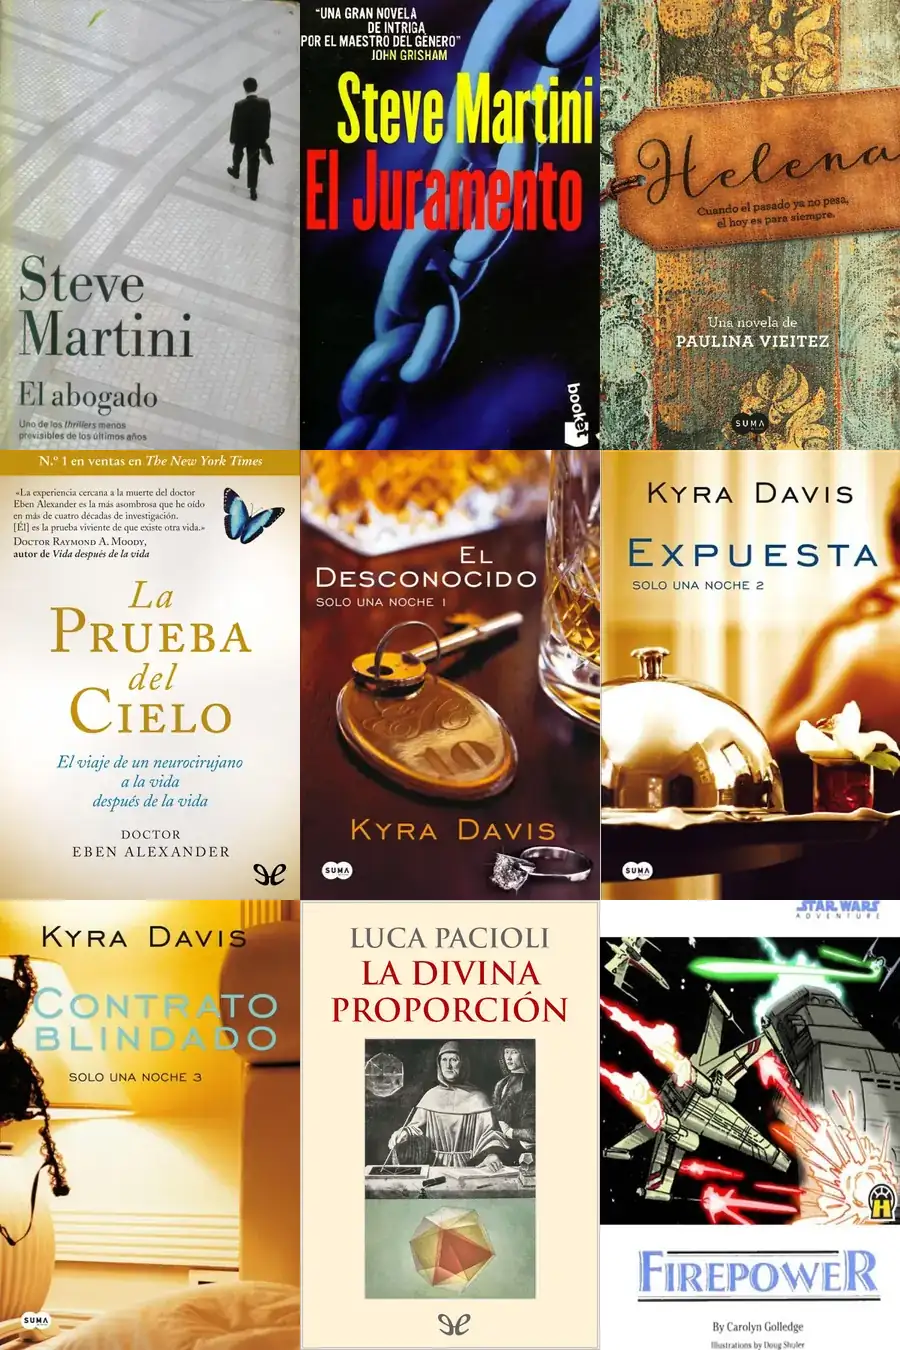 Steve
Martini
El abogado
Uno de los thrillers menos
previsibles de los últimos años
“UNA GRAN NOVELA
DE INTRIGA
POR EL MAESTRO DEL GÉNERO”
JOHN GRISHAM
Steve Martini
El Juramento
booket
Helena
Cuando el pasado ya no pesa,
el hoy es para siempre.
Una novela de
PAULINA VIEITEZ
SUMA
N.º 1 en ventas en The New York Times
«La experiencia cercana a la muerte del doctor
Eben Alexander es la más asombrosa que he oído
en más de cuatro décadas de investigación.
[Él] es la prueba viviente de que existe otra vida.»
DOCTOR RAYMOND A. MOODY,
autor de Vida después de la vida
La
PRUEBA
del
CIELO
El viaje de un neurocirujano
a la vida
después de la vida
DOCTOR
EBEN ALEXANDER
EL
DESCONOCIDO
SOLO UNA NOCHE 1
10
KYRA DAVIS
SUMA
KYRA DAVIS
EXPUESTA
SOLO UNA NOCHE 2
SUMA
KYRA DAVIS
CONTRATO
BLINDADO
SOLO UNA NOCHE 3
SUMA
LUCA PACIOLI
LA DIVINA
PROPORCIÓN
STAR WARS
ADVENTURE
H
FIREPOWER
By Carolyn Golledge
Illustrations by Doug Shuler